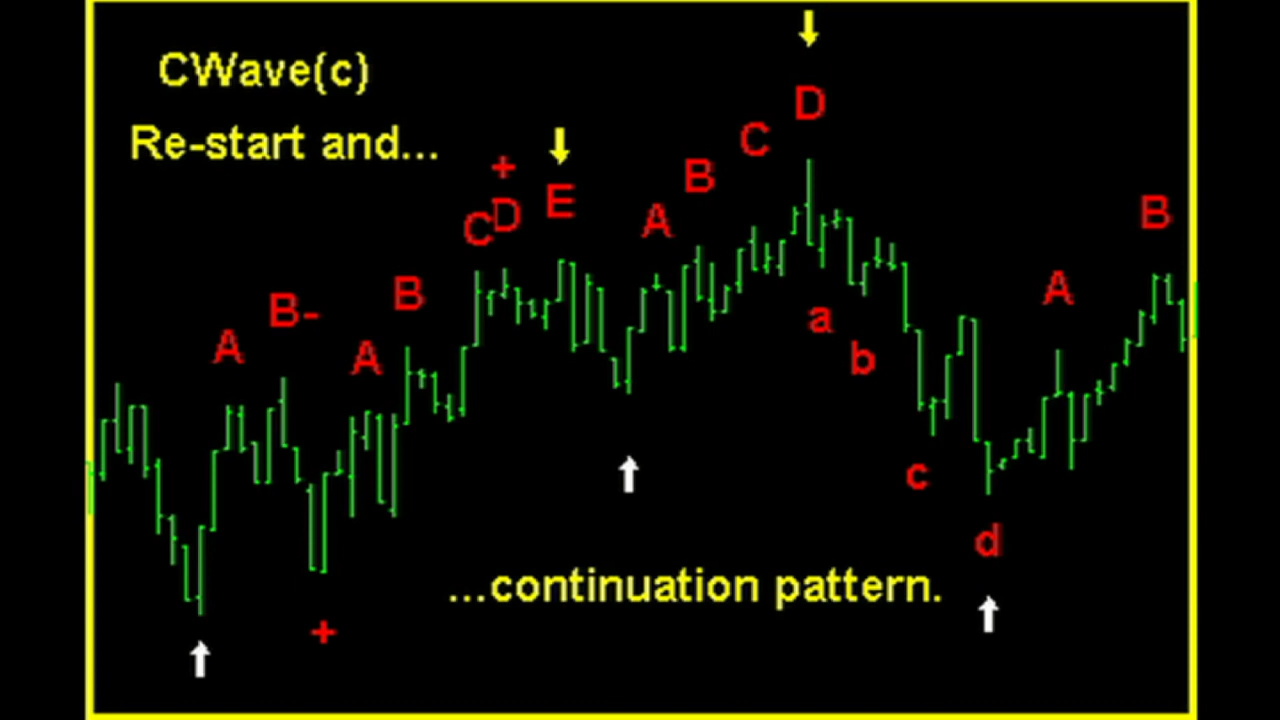 CWave(c)
Re-start and...
A
B-
A
B
C
+
D
E
A
B
C
D
a
b
c
d
A
B
+
...continuation pattern.